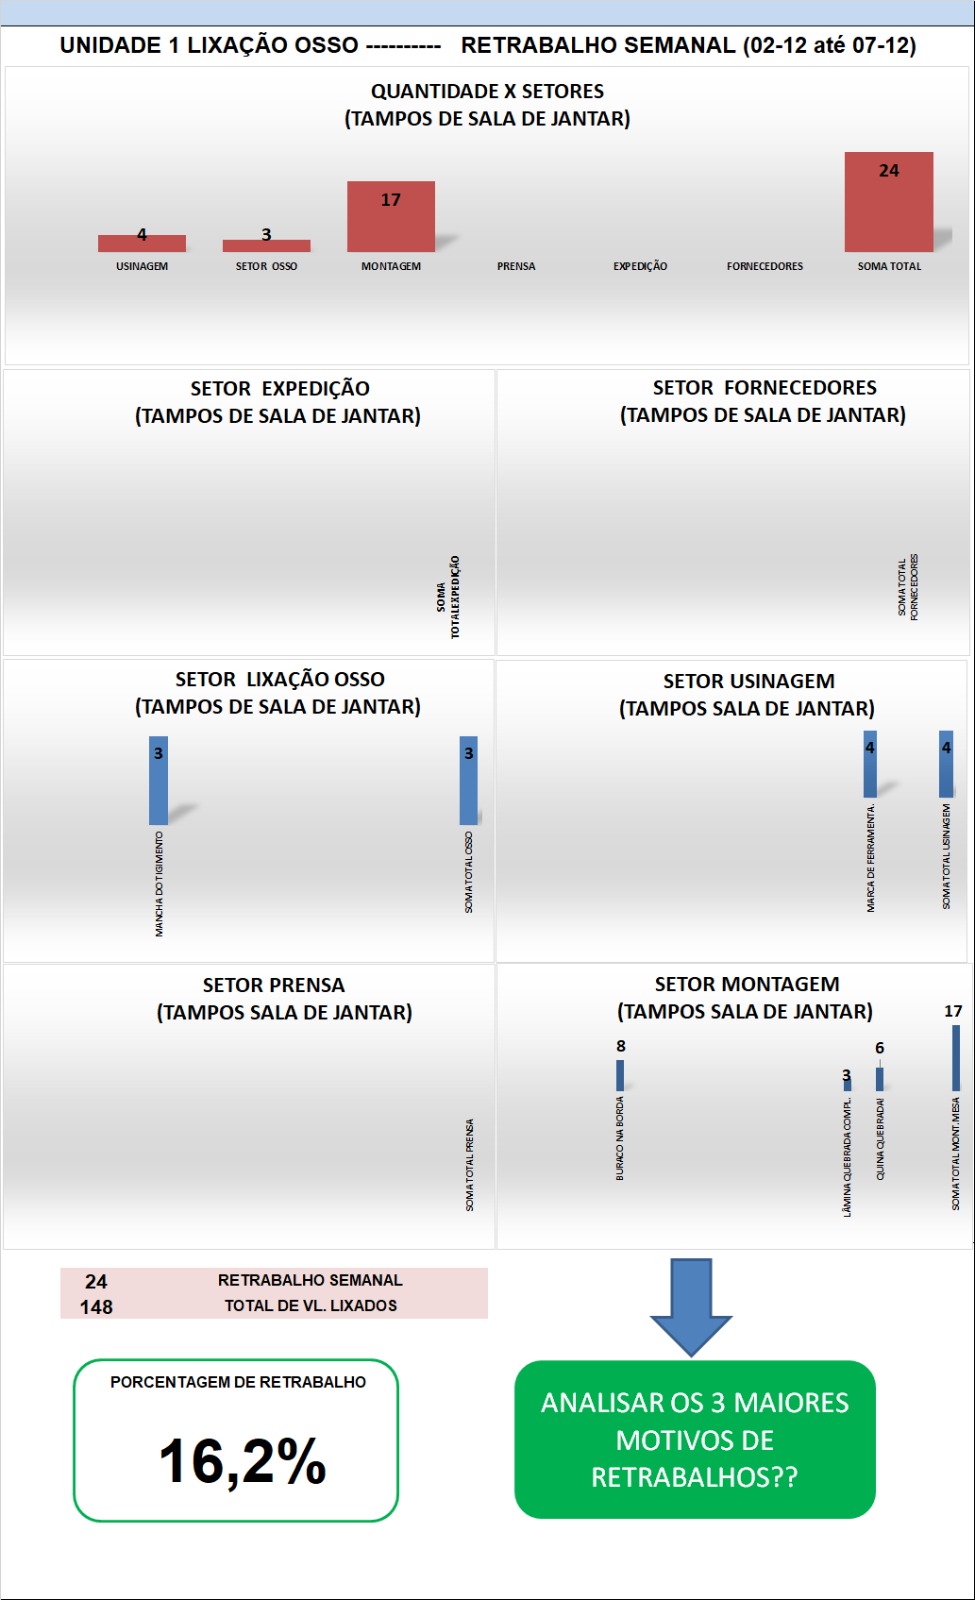 UNIDADE 1 LIXAÇÃO OSSO ---------- RETRABALHO SEMANAL (02-12 até 07-12)
QUANTIDADE X SETORES
(TAMPOS DE SALA DE JANTAR)
4
3
17
24
USINAGEM
SETOR OSSO
MONTAGEM
PRENSA
EXPEDIÇÃO
FORNECEDORES
SOMA TOTAL
SETOR EXPEDIÇÃO
(TAMPOS DE SALA DE JANTAR)
SOMA
TOTALEXPEDIÇÃO
SETOR FORNECEDORES
(TAMPOS DE SALA DE JANTAR)
SOMA TOTAL
FORNECEDORES
SETOR LIXAÇÃO OSSO
(TAMPOS DE SALA DE JANTAR)
3
3
MANCHA DO TIGIMENTO
SOMA TOTAL OSSO
SETOR USINAGEM
(TAMPOS SALA DE JANTAR)
4
4
MARCA DE FERRAMENTA.
SOMA TOTAL USINAGEM
SETOR PRENSA
(TAMPOS SALA DE JANTAR)
SOMA TOTAL PRENSA
SETOR MONTAGEM
(TAMPOS SALA DE JANTAR)
8
3
6
17
BURACO NA BORDA
LÂMINA QUEBRADA COMPL.
QUINA QUEBRADA!
SOMA TOTAL MONT.MESA
24 RETRABALHO SEMANAL
148 TOTAL DE VL. LIXADOS
PORCENTAGEM DE RETRABALHO
16,2%
ANALISAR OS 3 MAIORES
MOTIVOS DE
RETRABALHOS??